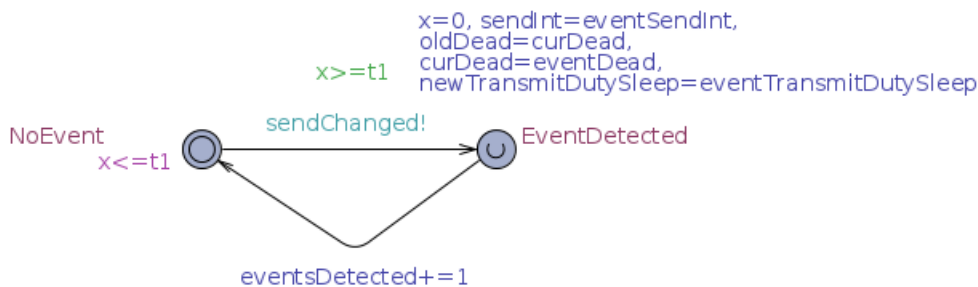 x=0, sendInt=eventSendInt,
oldDead=curDead,
curDead=eventDead,
newTransmitDutySleep=eventTransmitDutySleep
x>=t1
sendChanged!
NoEvent
EventDetected
x<=t1
U
eventsDetected+=1